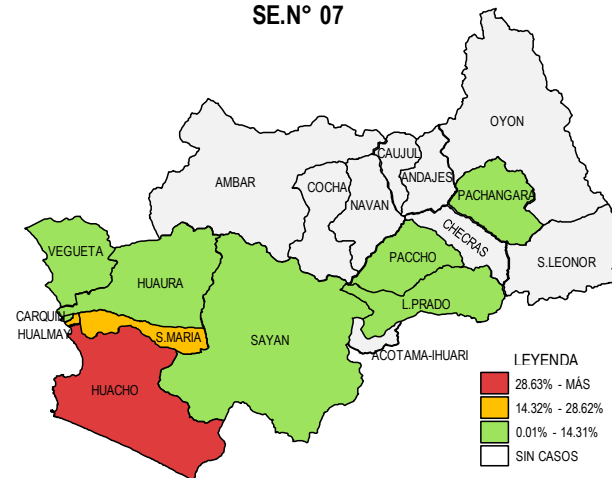 SE.N° 07
OYON
CAUJUL
ANDAJES
AMBAR
COCHA
NAVAN
PACHANGARA
CHECRAS
VEGUETA
PACCHO
S.LEONOR
HUAURA
L.PRADO
CARQUIN
HUALMAY
S.MARIA
SAYAN
ACOTAMA-IHUARI
HUACHO
LEYENDA
28.63% - MÁS
14.32% - 28.62%
0.01% - 14.31%
SIN CASOS